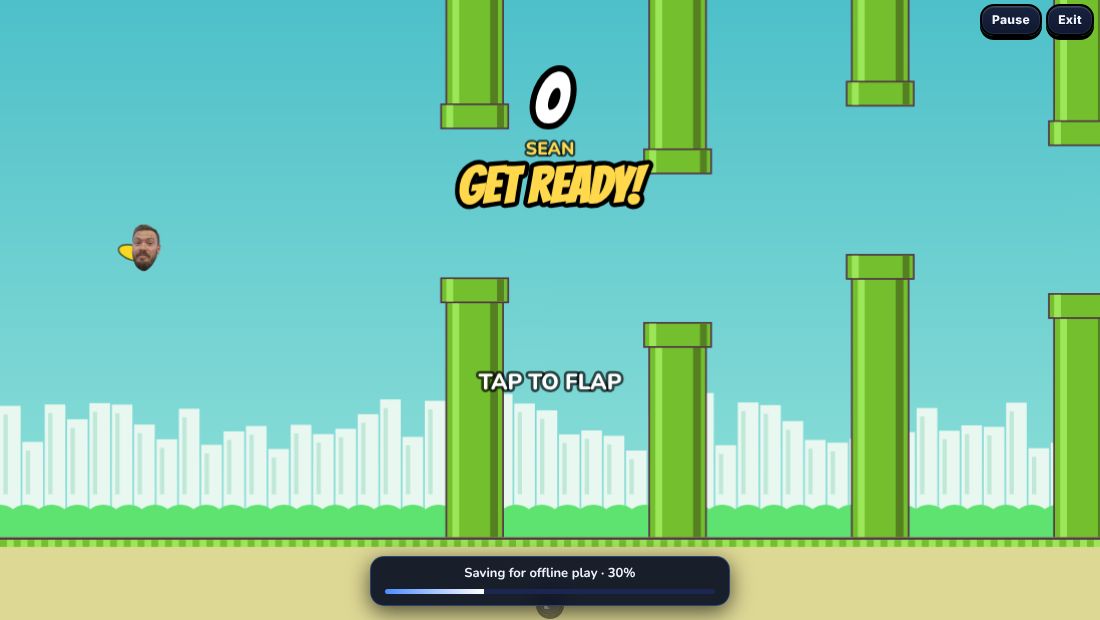 Pause
Exit
0
SEAN
GET READY!
TAP TO FLAP
Saving for offline play · 30%